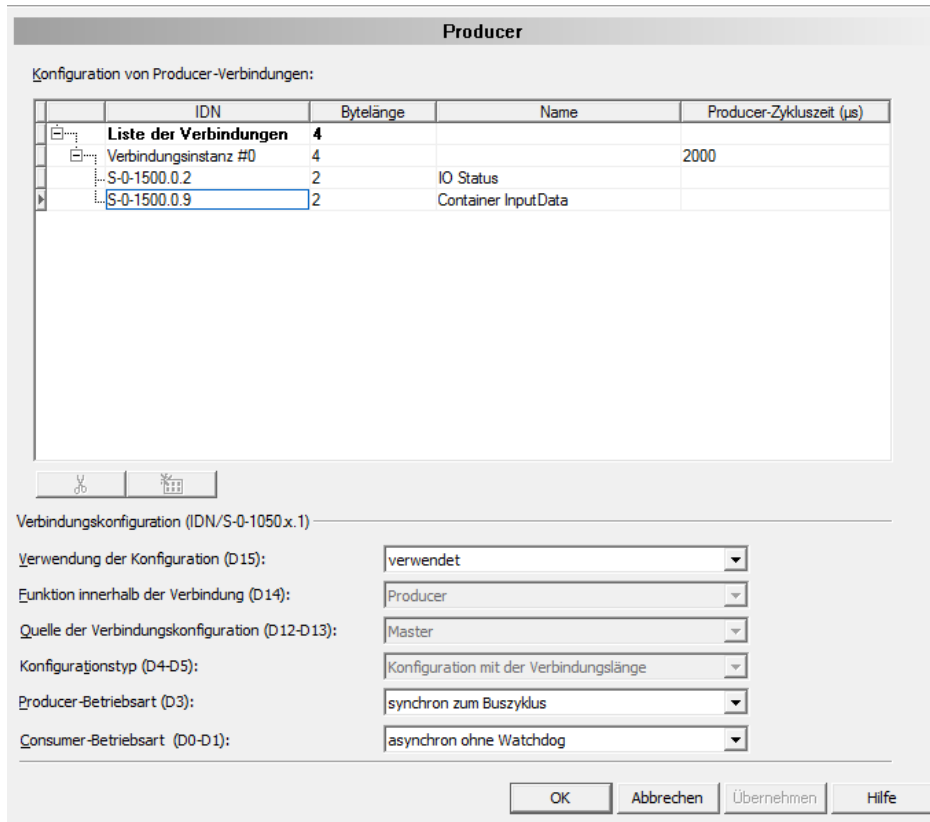 Producer
Konfiguration von Producer-Verbindungen:
IDN Bytelänge Name Producer-Zykluszeit (µs)
Liste der Verbindungen 4
Verbindungsinstanz #0 4 2000
S-0-1500.0.2 2 IO Status
S-0-1500.0.9 2 Container InputData
Verbindungskonfiguration (IDN/S-0-1050.x.1)
Verwendung der Konfiguration (D15): verwendet
Funktion innerhalb der Verbindung (D14): Producer
Quelle der Verbindungskonfiguration (D12-D13): Master
Konfigurationstyp (D4-D5): Konfiguration mit der Verbindungslänge
Producer-Betriebsart (D3): synchron zum Buszyklus
Consumer-Betriebsart (D0-D1): asynchron ohne Watchdog
OK Abbrechen Übernehmen Hilfe